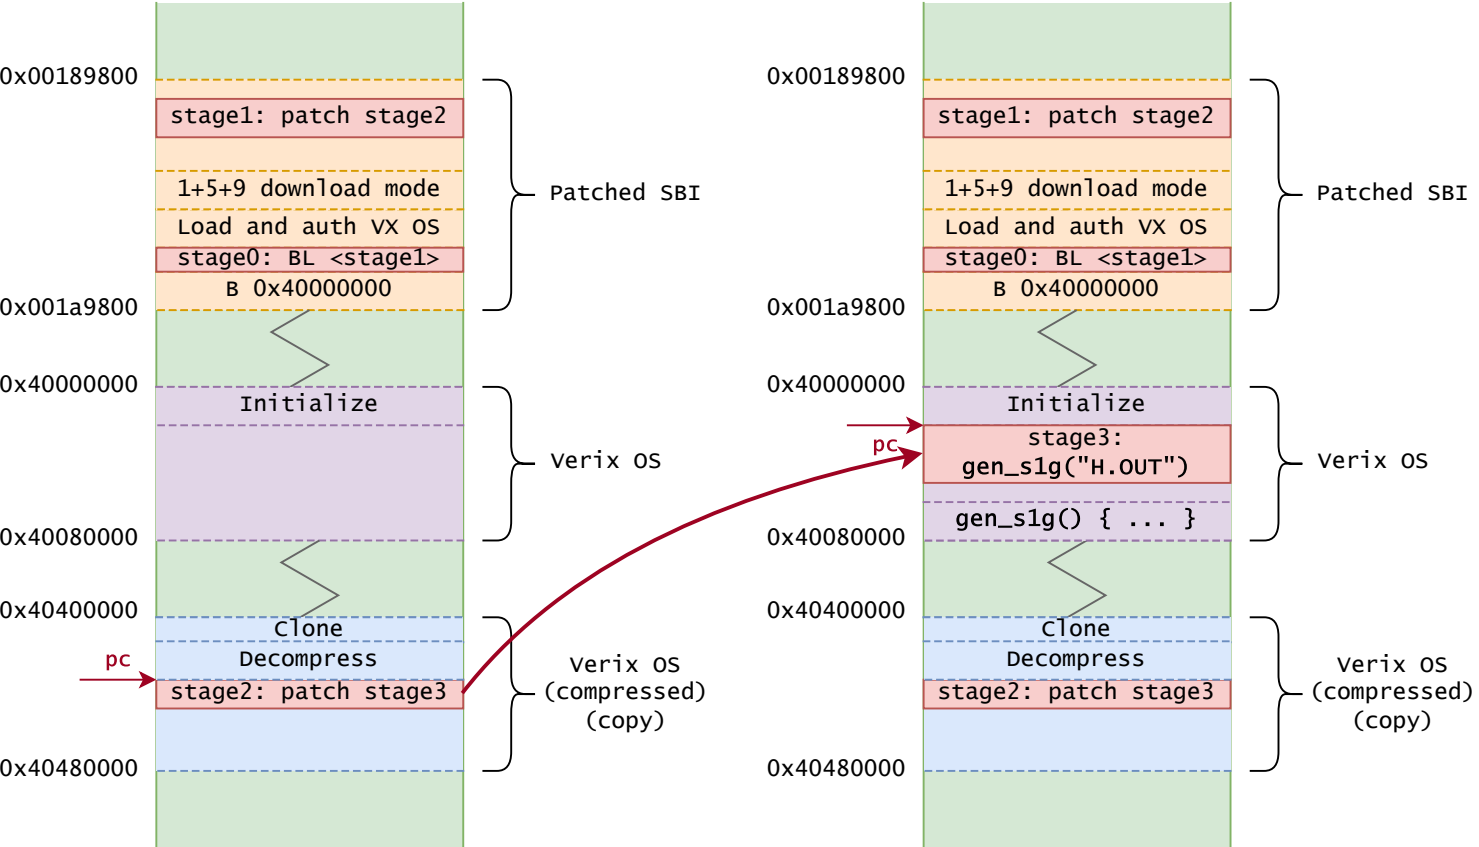 0x00189800
stage1: patch stage2
1+5+9 download mode
Patched SBI
Load and auth VX OS
stage0: BL <stage1>
B 0x40000000
0x001a9800
0x40000000
Initialize
Verix OS
0x40080000
0x40400000
Clone
Decompress
pc
stage2: patch stage3
Verix OS
(compressed)
(copy)
0x40480000
0x00189800
stage1: patch stage2
1+5+9 download mode
Patched SBI
Load and auth VX OS
stage0: BL <stage1>
B 0x40000000
0x001a9800
0x40000000
Initialize
pc
stage3:
gen_s1g("H.OUT")
Verix OS
gen_s1g() { ... }
0x40080000
0x40400000
Clone
Decompress
stage2: patch stage3
Verix OS
(compressed)
(copy)
0x40480000